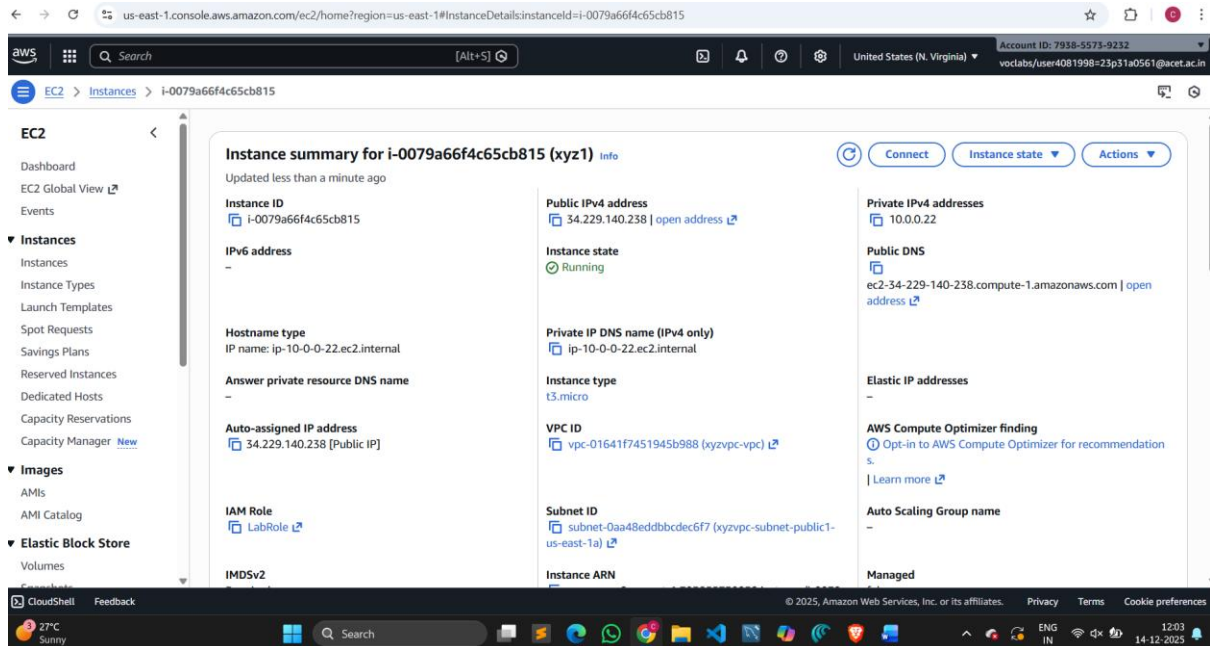 us-east-1.console.aws.amazon.com/ec2/home?region=us-east-1#InstanceDetails:instanceId=i-0079a66f4c65cb815
C
aws
Search
[Alt+S]
United States (N. Virginia)
Account ID: 7938-5573-9232
voclabs/user4081998=23p31a0561@acet.ac.in
EC2 > Instances > i-0079a66f4c65cb815
EC2
Dashboard
EC2 Global View
Events
Instances
Instances
Instance Types
Launch Templates
Spot Requests
Savings Plans
Reserved Instances
Dedicated Hosts
Capacity Reservations
Capacity Manager New
Images
AMIs
AMI Catalog
Elastic Block Store
Volumes
Instance summary for i-0079a66f4c65cb815 (xyz1) Info
Connect
Instance state
Actions
Updated less than a minute ago
Instance ID
i-0079a66f4c65cb815
Public IPv4 address
34.229.140.238 | open address
Private IPv4 addresses
10.0.0.22
IPv6 address
–
Instance state
Running
Public DNS
ec2-34-229-140-238.compute-1.amazonaws.com | open
address
Hostname type
IP name: ip-10-0-0-22.ec2.internal
Private IP DNS name (IPv4 only)
ip-10-0-0-22.ec2.internal
Answer private resource DNS name
–
Instance type
t3.micro
Elastic IP addresses
–
Auto-assigned IP address
34.229.140.238 [Public IP]
VPC ID
vpc-01641f7451945b988 (xyzvpc-vpc)
AWS Compute Optimizer finding
Opt-in to AWS Compute Optimizer for recommendation
s.
| Learn more
IAM Role
LabRole
Subnet ID
subnet-0aa48eddbbcdec6f7 (xyzvpc-subnet-public1-
us-east-1a)
Auto Scaling Group name
–
IMDSv2
Instance ARN
Managed
CloudShell
Feedback
© 2025, Amazon Web Services, Inc. or its affiliates.
Privacy
Terms
Cookie preferences
3
27°C
Sunny
Search
ENG
IN
12:03
14-12-2025